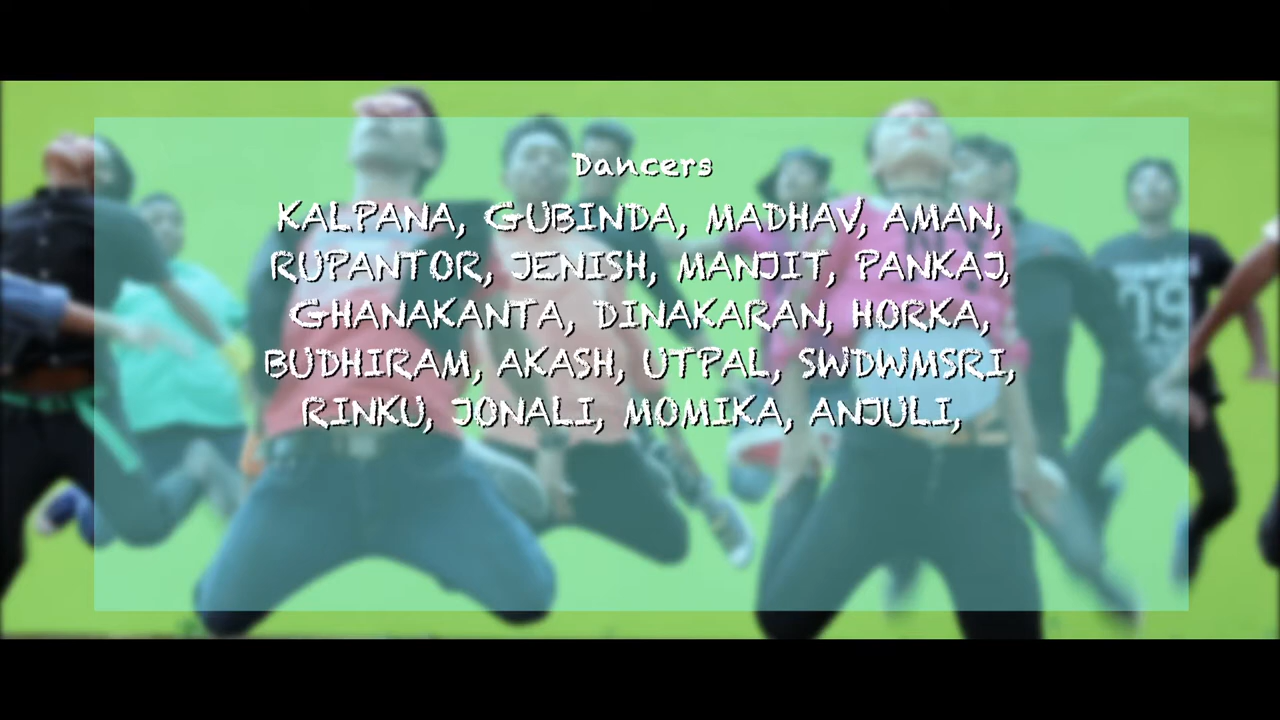 Dancers
KALPANA, GUBINDA, MADHAV, AMAN,
RUPANTOR, JENISH, MANJIT, PANKAJ,
GHANAKANTA, DINAKARAN, HORKA,
BUDHIRAM, AKASH, UTPAL, SWDWMSRI,
RINKU, JONALI, MOMIKA, ANJULI,
79